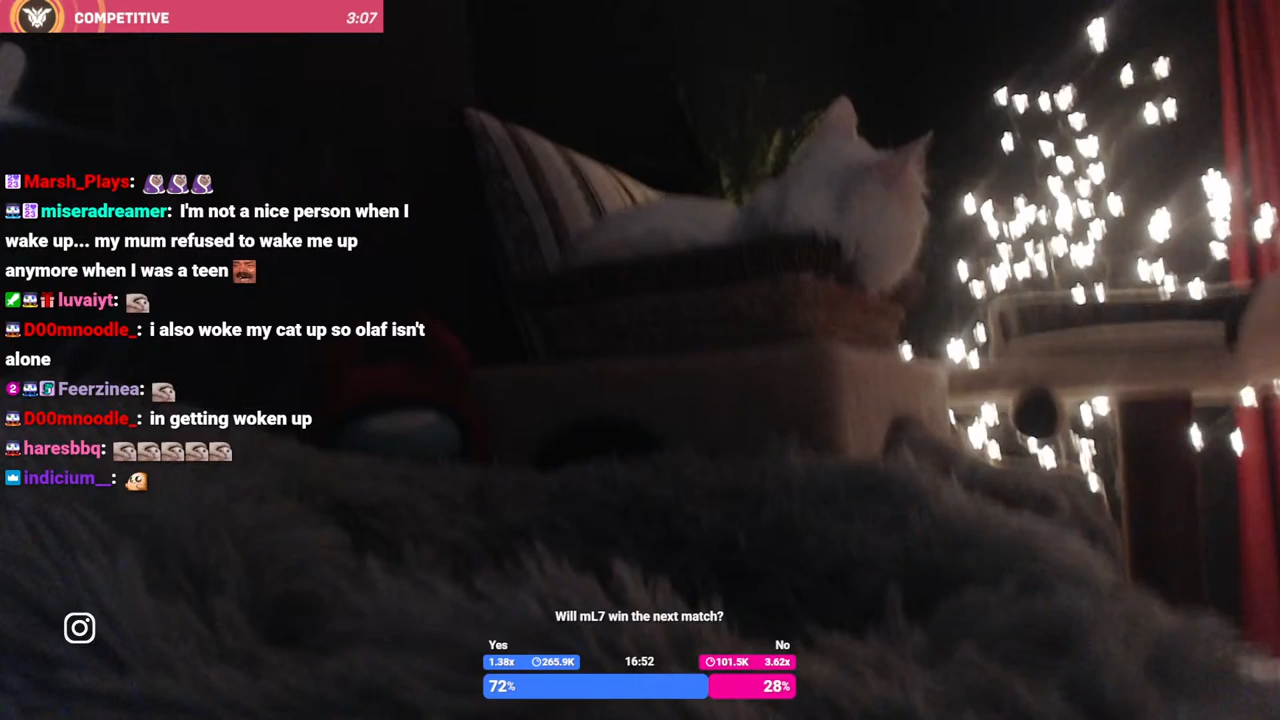 COMPETITIVE 3:07
Marsh_Plays:
miseradreamer: I'm not a nice person when I
wake up... my mum refused to wake me up
anymore when I was a teen
luvaiyt:
D00mnoodle_: i also woke my cat up so olaf isn't
alone
2 Feerzinea:
D00mnoodle_: in getting woken up
haresbbq:
indicium__:
Will mL7 win the next match?
Yes No
1.38x 265.9K 16:52 101.5K 3.62x
72% 28%